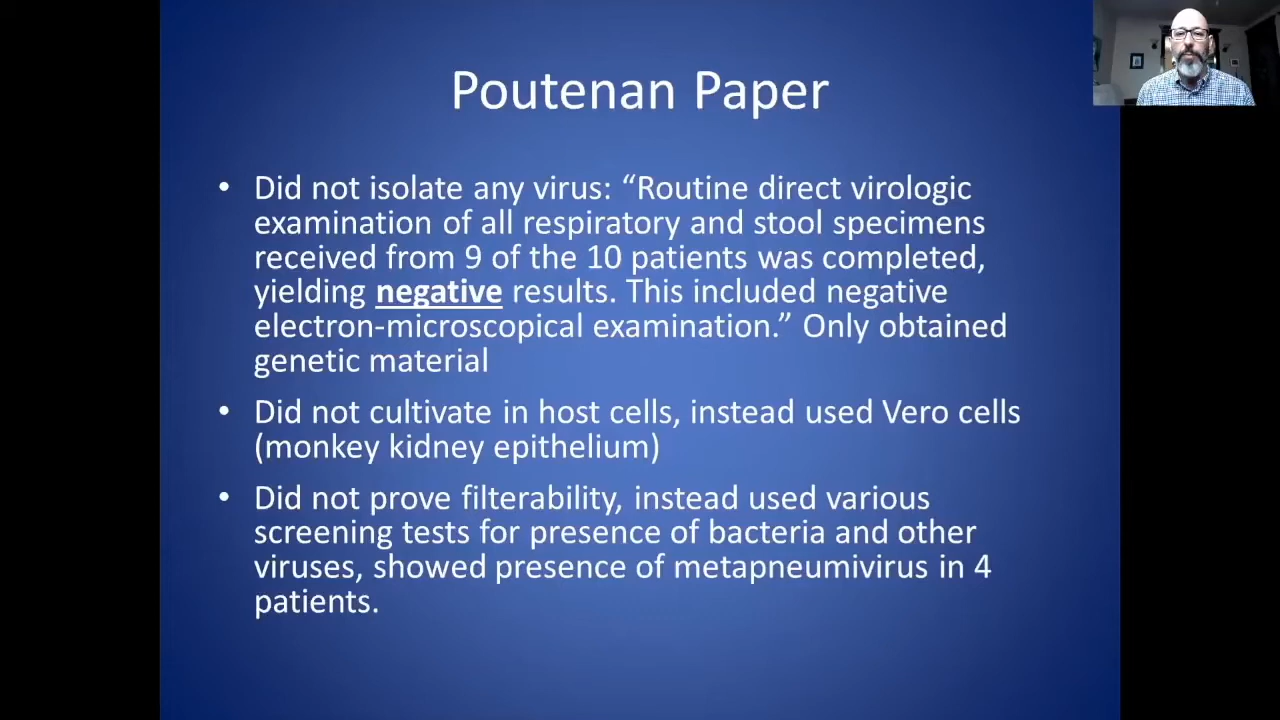 Poutenan Paper
• Did not isolate any virus: “Routine direct virologic
examination of all respiratory and stool specimens
received from 9 of the 10 patients was completed,
yielding negative results. This included negative
electron-microscopical examination.” Only obtained
genetic material
• Did not cultivate in host cells, instead used Vero cells
(monkey kidney epithelium)
• Did not prove filterability, instead used various
screening tests for presence of bacteria and other
viruses, showed presence of metapneumivirus in 4
patients.